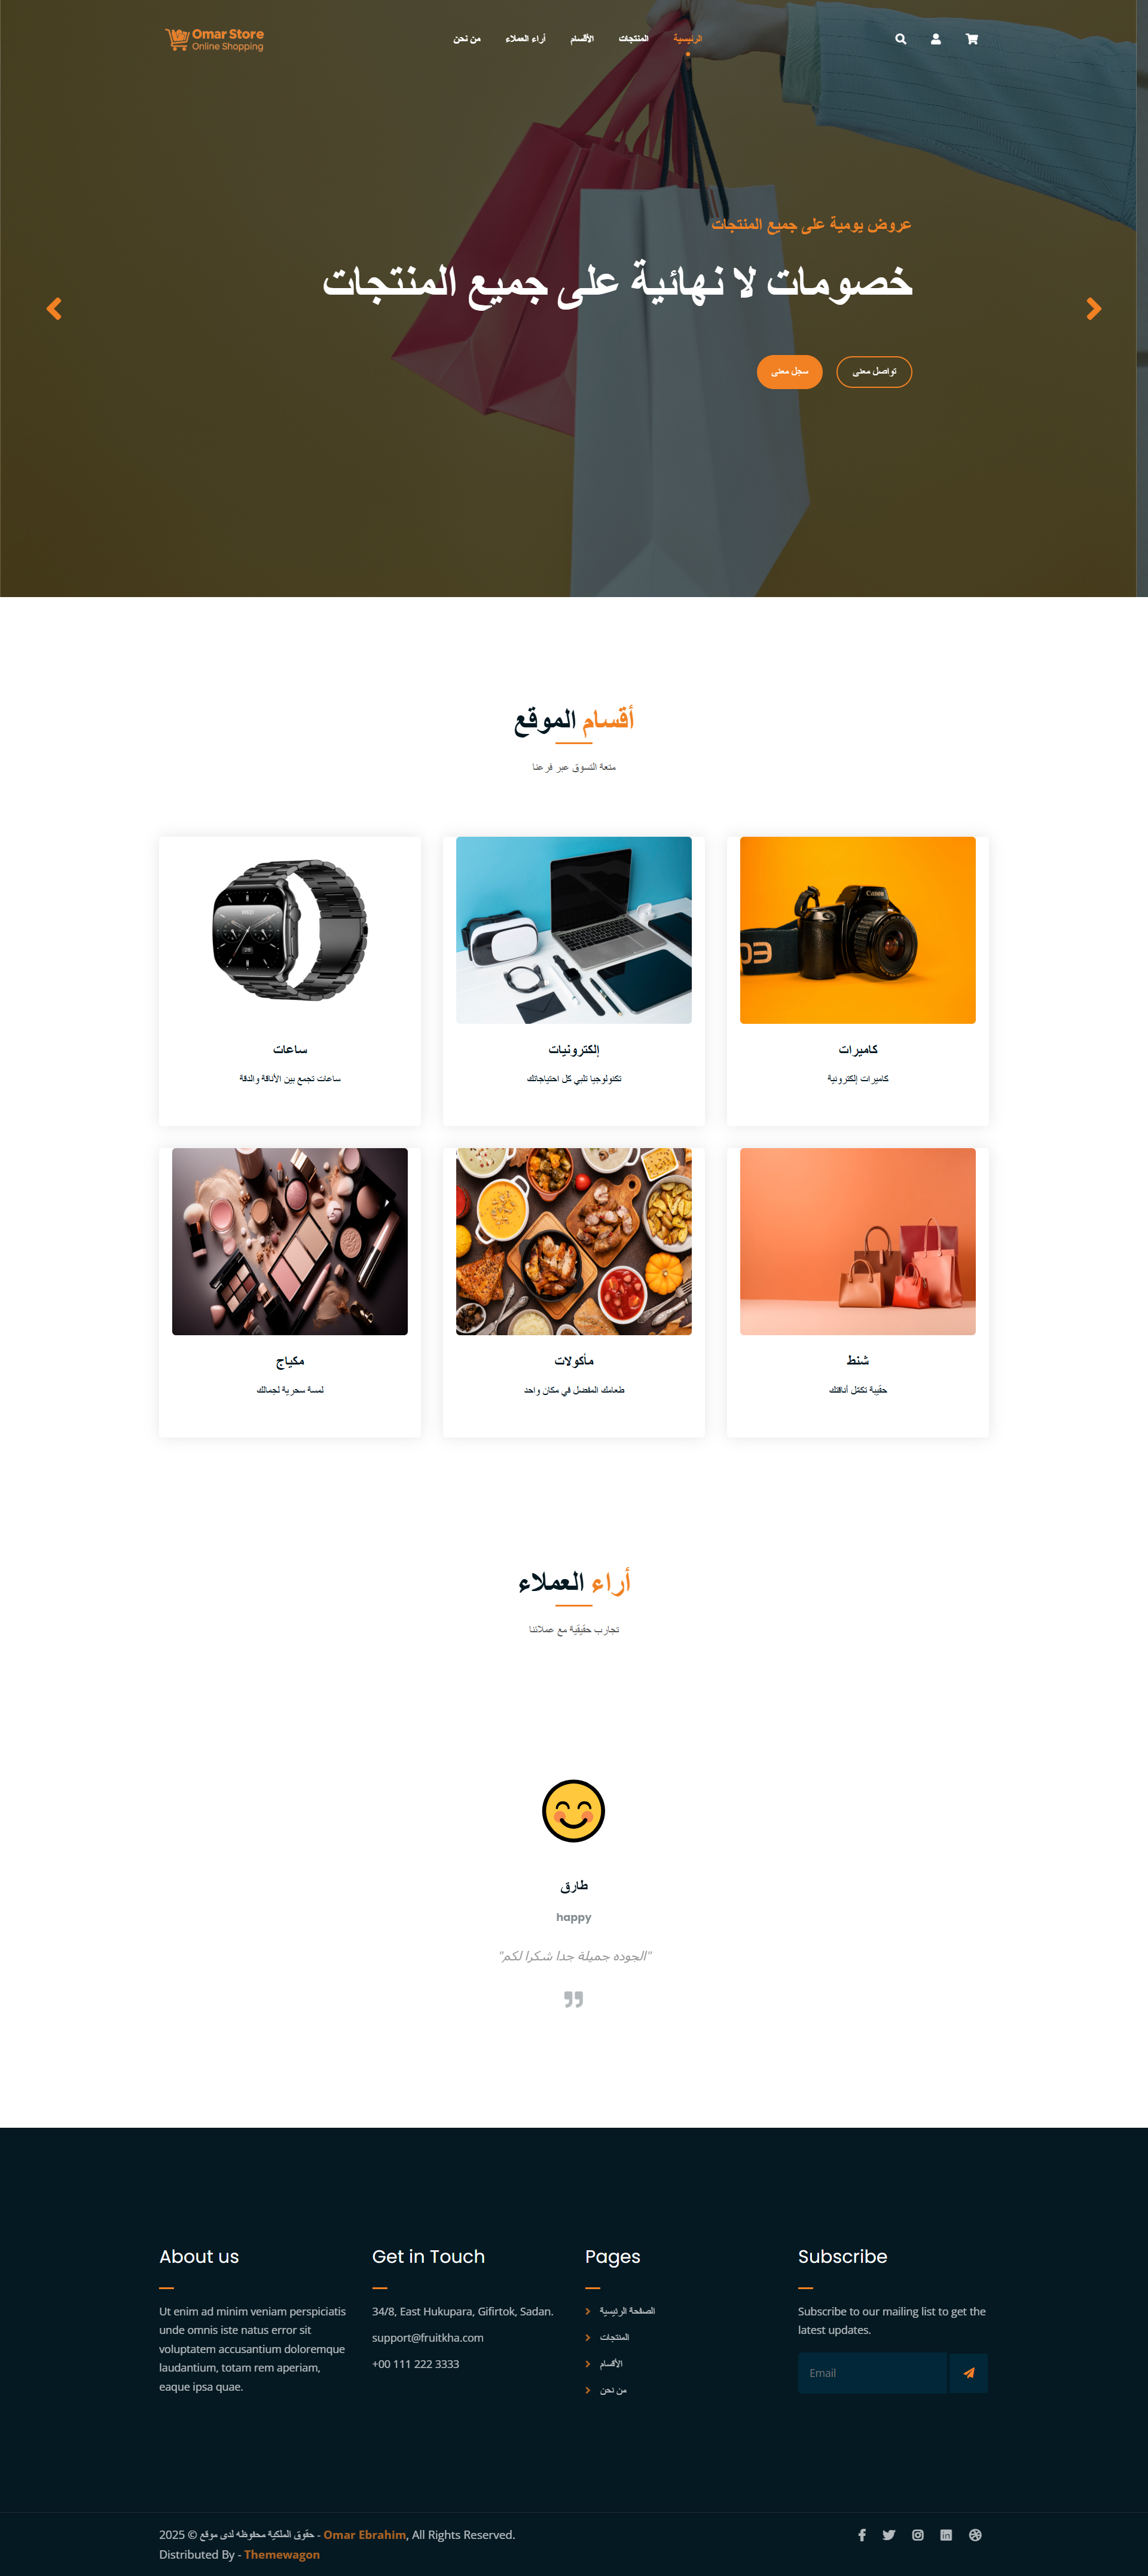 Omar Store
Online Shopping
الرئيسية
المنتجات
الأقسام
أراء العملاء
من نحن
عروض يومية على جميع المنتجات
خصومات لا نهائية على جميع المنتجات
تواصل معنى
سجل معنى
أقسام الموقع
متعة التسوق عبر فرعنا
كاميرات
كاميرات إلكترونية
إلكترونيات
تكنولوجيا تلبي كل احتياجاتك
ساعات
ساعات تجمع بين الأناقة والدقة
شنط
حقيبة تكمّل أناقتك
مأكولات
طعامك المفضل في مكان واحد
مكياج
لمسة سحرية لجمالك
أراء العملاء
تجارب حقيقية مع عملائنا
طارق
happy
"الجوده جميلة جدا شكرا لكم"
About us
Ut enim ad minim veniam perspiciatis
unde omnis iste natus error sit
voluptatem accusantium doloremque
laudantium, totam rem aperiam,
eaque ipsa quae.
Get in Touch
34/8, East Hukupara, Gifirtok, Sadan.
support@fruitkha.com
+00 111 222 3333
Pages
الصفحة الرئيسية
المنتجات
الأقسام
من نحن
Subscribe
Subscribe to our mailing list to get the
latest updates.
Email
2025 © حقوق الملكية محفوظه لدى موقع - Omar Ebrahim, All Rights Reserved.
Distributed By - Themewagon